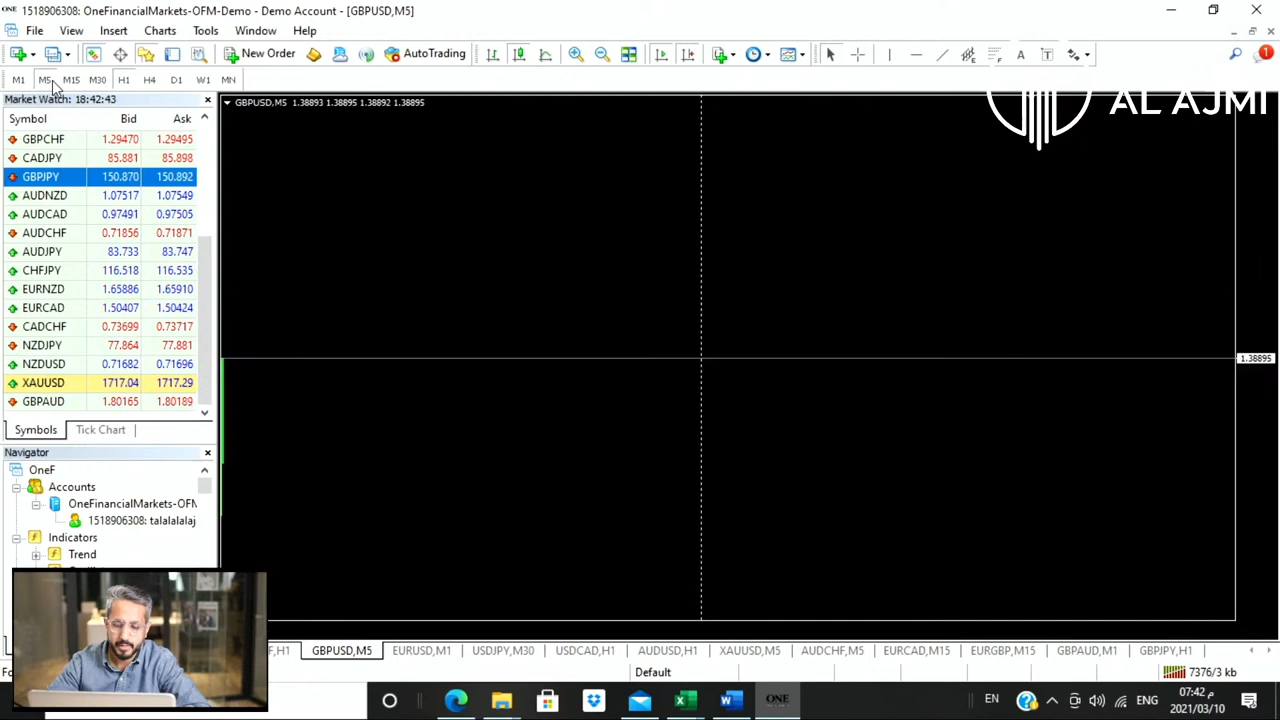 1518906308: OneFinancialMarkets-OFM-Demo - Demo Account - [GBPUSD,M5]
File View Insert Charts Tools Window Help
New Order AutoTrading 1
M1 M5 M15 M30 H1 H4 D1 W1 MN
AL AJMI
Market Watch: 18:42:43
Symbol Bid Ask
GBPCHF 1.29470 1.29495
CADJPY 85.881 85.898
GBPJPY 150.870 150.892
AUDNZD 1.07517 1.07549
AUDCAD 0.97491 0.97505
AUDCHF 0.71856 0.71871
AUDJPY 83.733 83.747
CHFJPY 116.518 116.535
EURNZD 1.65886 1.65910
EURCAD 1.50407 1.50424
CADCHF 0.73699 0.73717
NZDJPY 77.864 77.881
NZDUSD 0.71682 0.71696
XAUUSD 1717.04 1717.29
GBPAUD 1.80165 1.80189
Symbols Tick Chart
GBPUSD,M5 1.38893 1.38895 1.38892 1.38895
1.38895
Navigator
OneF
Accounts
OneFinancialMarkets-OFM
1518906308: talalalalaj
Indicators
Trend
F,H1 GBPUSD,M5 EURUSD,M1 USDJPY,M30 USDCAD,H1 AUDUSD,H1 XAUUSD,M5 AUDCHF,M5 EURCAD,M15 EURGBP,M15 GBPAUD,M1 GBPJPY,H1
Default 7376/3 kb
EN ENG 07:42 م
2021/03/10